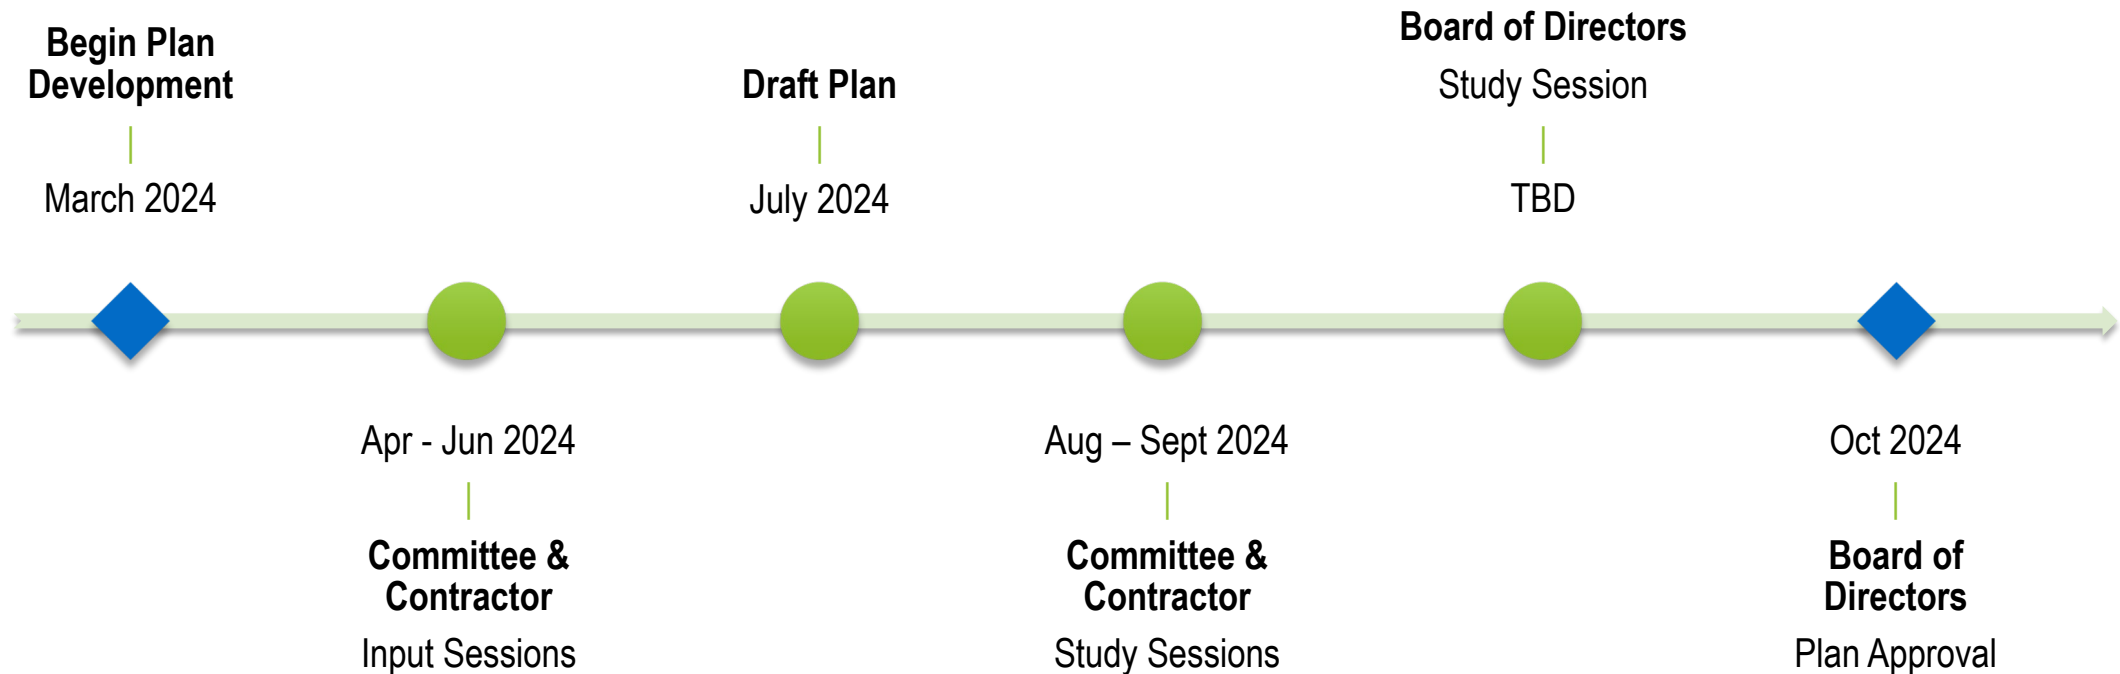 Begin Plan
Development
March 2024
Apr - Jun 2024
Committee &
Contractor
Input Sessions
Draft Plan
July 2024
Aug – Sept 2024
Committee &
Contractor
Study Sessions
Board of Directors
Study Session
TBD
Oct 2024
Board of
Directors
Plan Approval